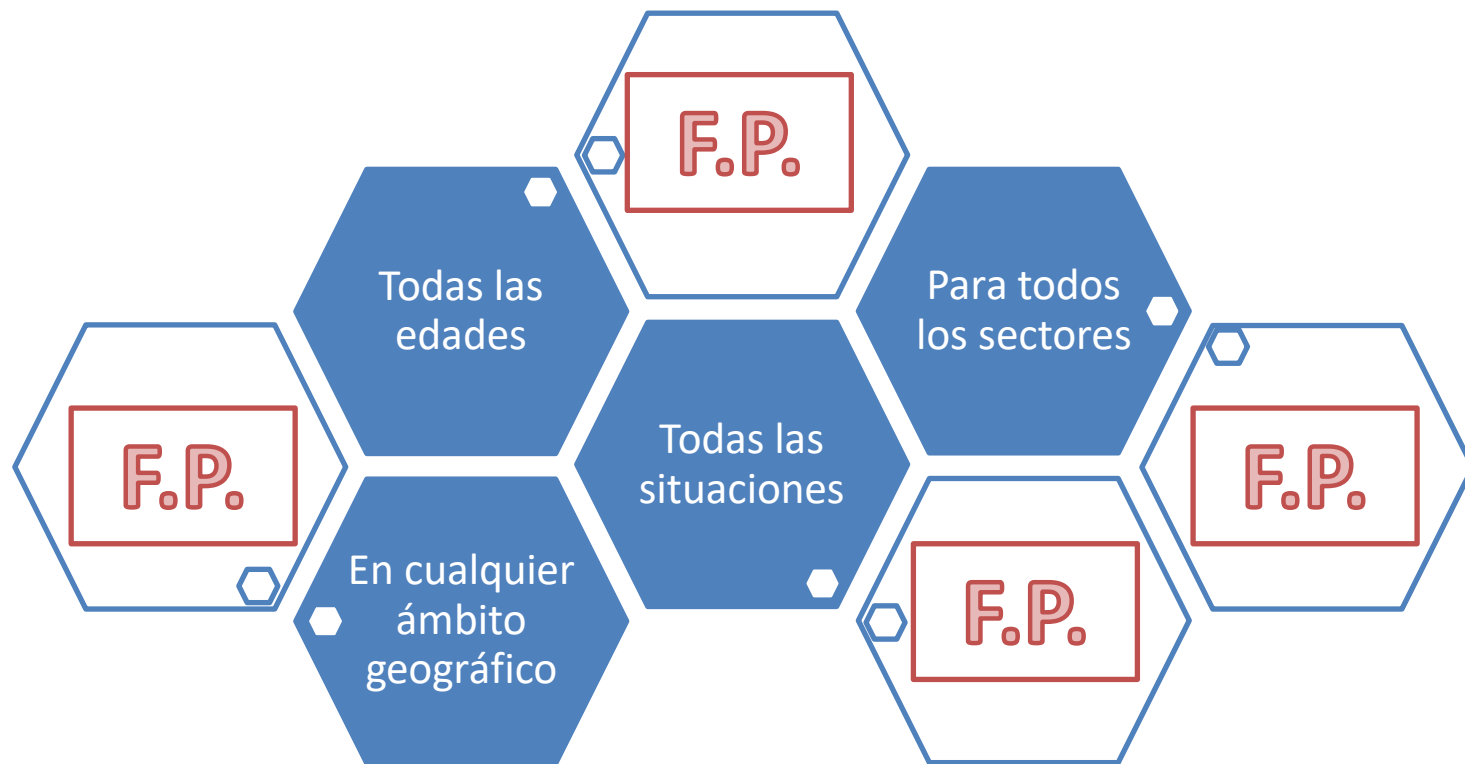 F.P.
Todas las
edades
Para todos
los sectores
F.P.
Todas las
situaciones
F.P.
En cualquier
ámbito
geográfico
F.P.